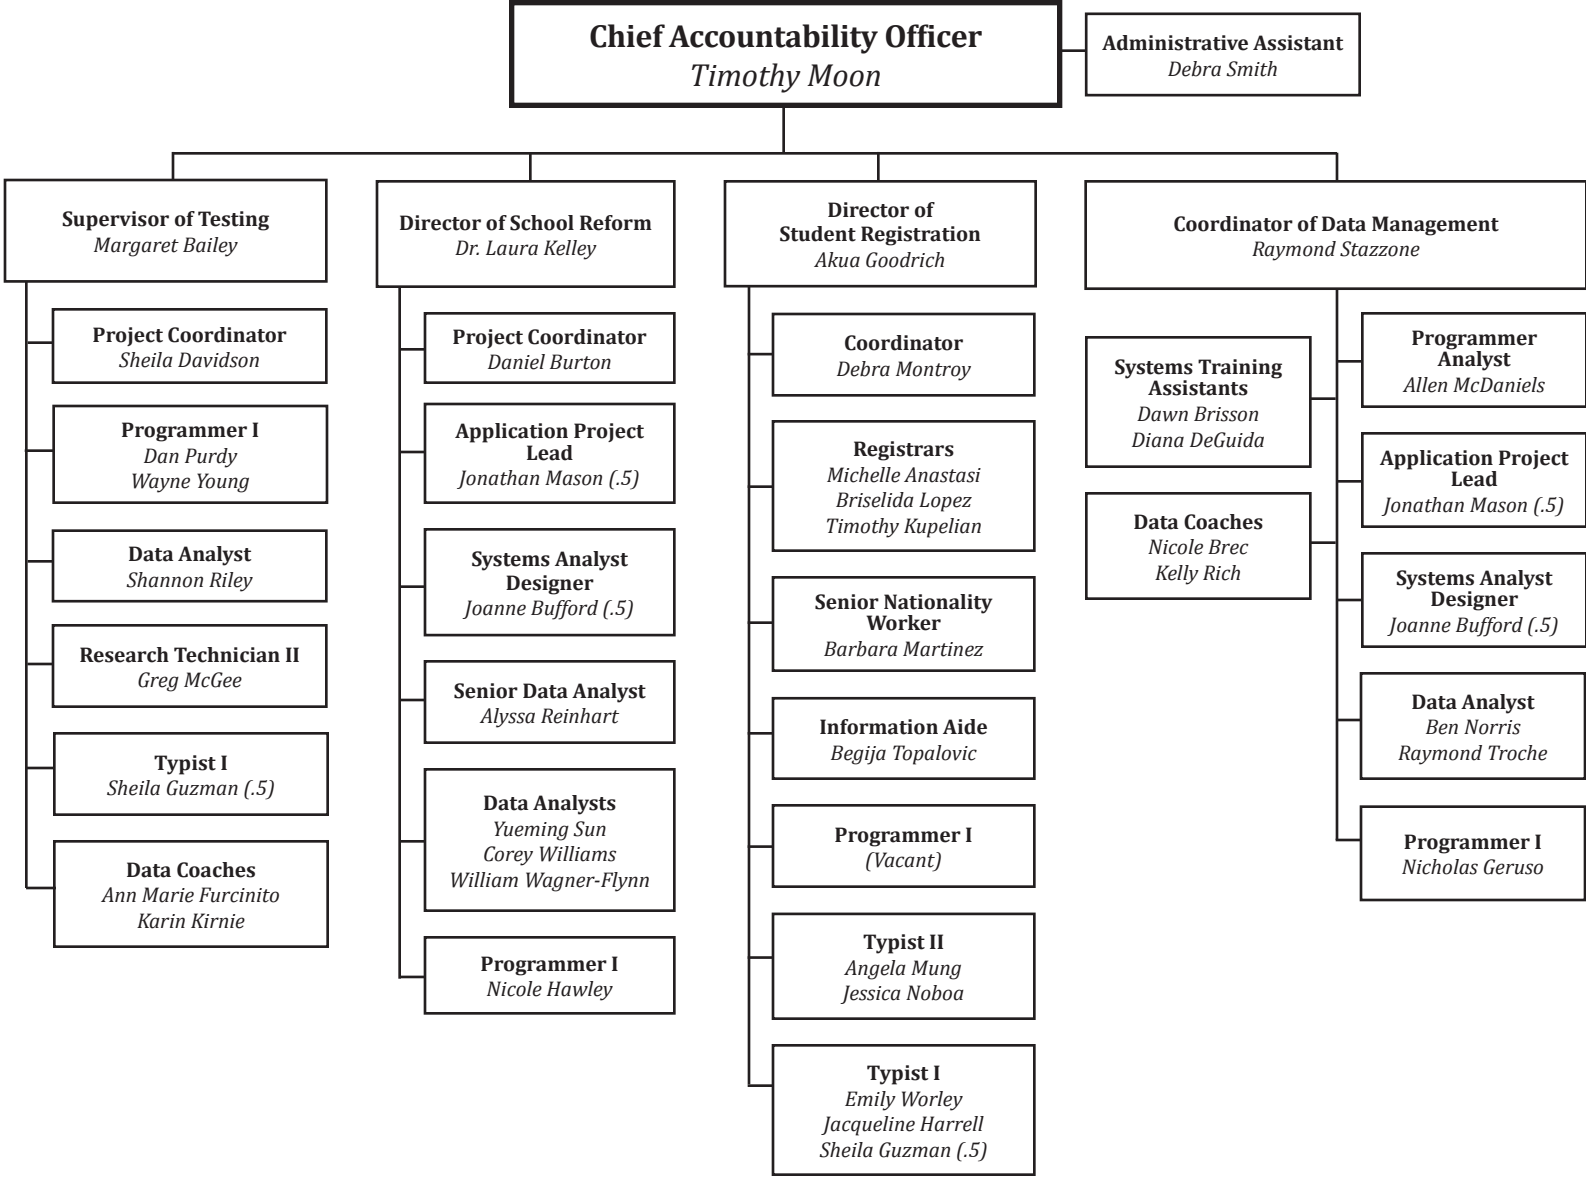 Chief Accountability Officer
Timothy Moon
Administrative Assistant
Debra Smith
Supervisor of Testing
Margaret Bailey
Project Coordinator
Sheila Davidson
Programmer I
Dan Purdy
Wayne Young
Data Analyst
Shannon Riley
Research Technician II
Greg McGee
Typist I
Sheila Guzman (.5)
Data Coaches
Ann Marie Furcinito
Karin Kirnie
Director of School Reform
Dr. Laura Kelley
Project Coordinator
Daniel Burton
Application Project
Lead
Jonathan Mason (.5)
Systems Analyst
Designer
Joanne Bufford (.5)
Senior Data Analyst
Alyssa Reinhart
Data Analysts
Yueming Sun
Corey Williams
William Wagner-Flynn
Programmer I
Nicole Hawley
Director of
Student Registration
Akua Goodrich
Coordinator
Debra Montroy
Registrars
Michelle Anastasi
Briselida Lopez
Timothy Kupelian
Senior Nationality
Worker
Barbara Martinez
Information Aide
Begija Topalovic
Programmer I
(Vacant)
Typist II
Angela Mung
Jessica Noboa
Typist I
Emily Worley
Jacqueline Harrell
Sheila Guzman (.5)
Coordinator of Data Management
Raymond Stazzone
Systems Training
Assistants
Dawn Brisson
Diana DeGuida
Data Coaches
Nicole Brec
Kelly Rich
Programmer
Analyst
Allen McDaniels
Application Project
Lead
Jonathan Mason (.5)
Systems Analyst
Designer
Joanne Bufford (.5)
Data Analyst
Ben Norris
Raymond Troche
Programmer I
Nicholas Geruso